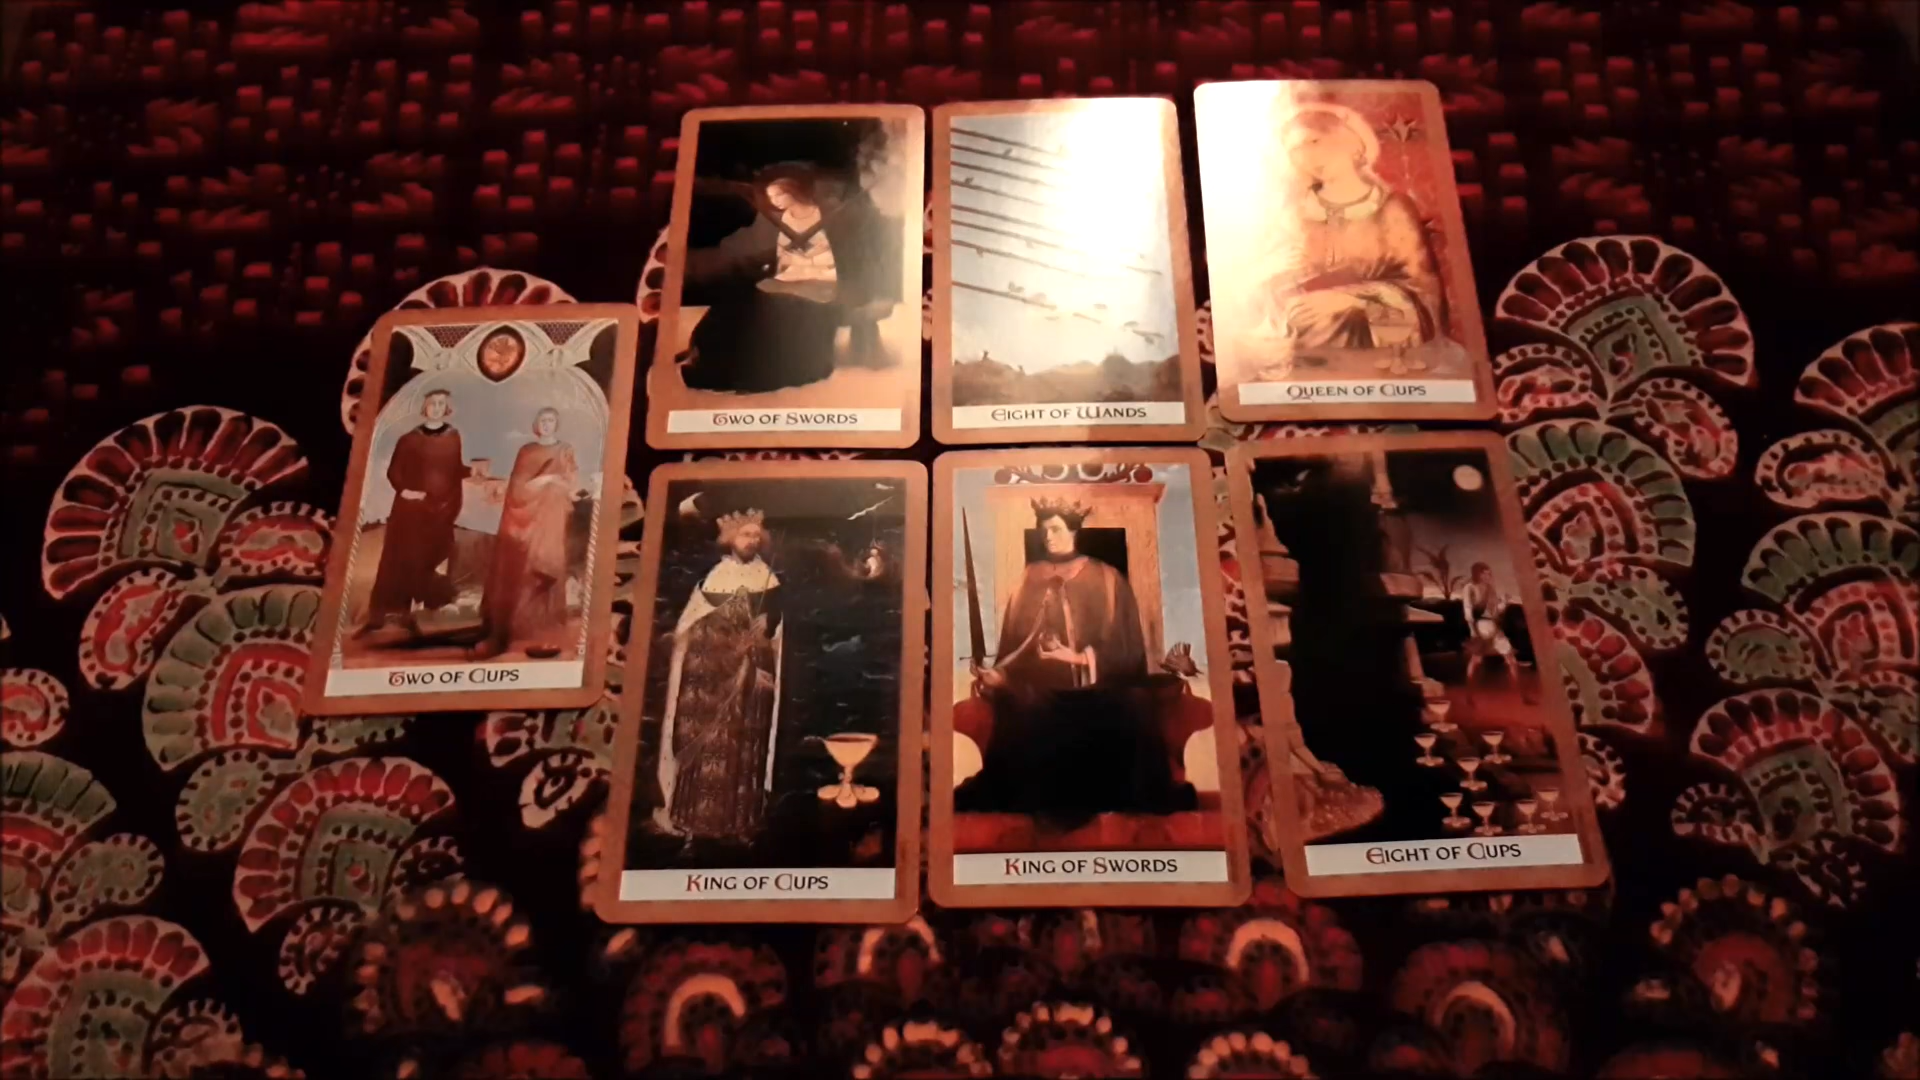 Two of Swords
Eight of Wands
Queen of Cups
Two of Cups
King of Cups
King of Swords
Eight of Cups